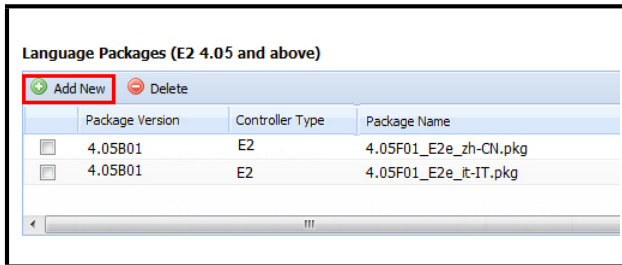 Language Packages (E2 4.05 and above)
Add New Delete
Package Version Controller Type Package Name
4.05B01 E2 4.05F01_E2e_zh-CN.pkg
4.05B01 E2 4.05F01_E2e_it-IT.pkg